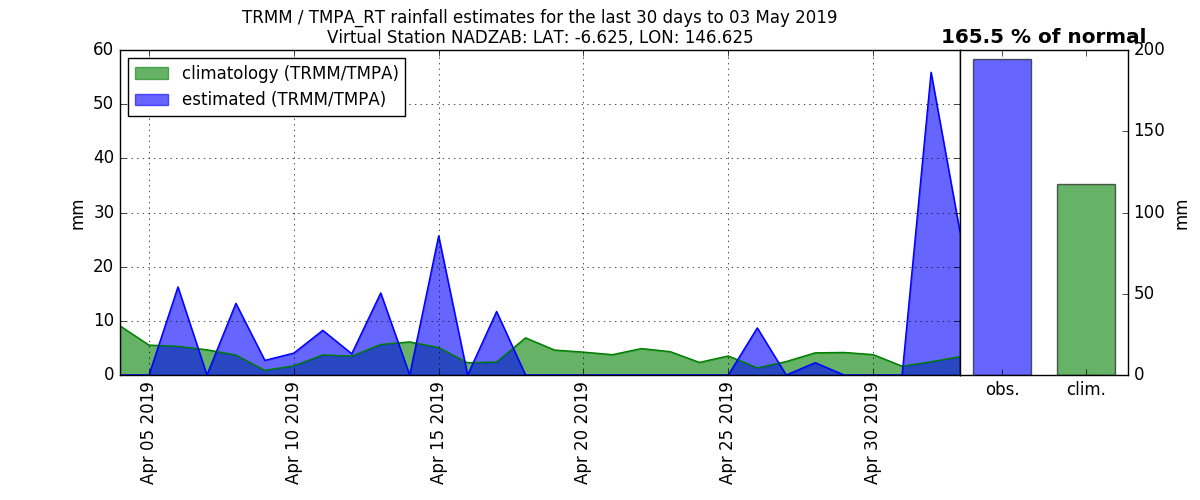 TRMM / TMPA_RT rainfall estimates for the last 30 days to 03 May 2019
Virtual Station NADZAB: LAT: -6.625, LON: 146.625
165.5 % of normal
climatology (TRMM/TMPA)
estimated (TRMM/TMPA)
60
50
40
30
20
10
0
mm
Apr 05 2019
Apr 10 2019
Apr 15 2019
Apr 20 2019
Apr 25 2019
Apr 30 2019
obs.
clim.
200
150
100
50
0
mm